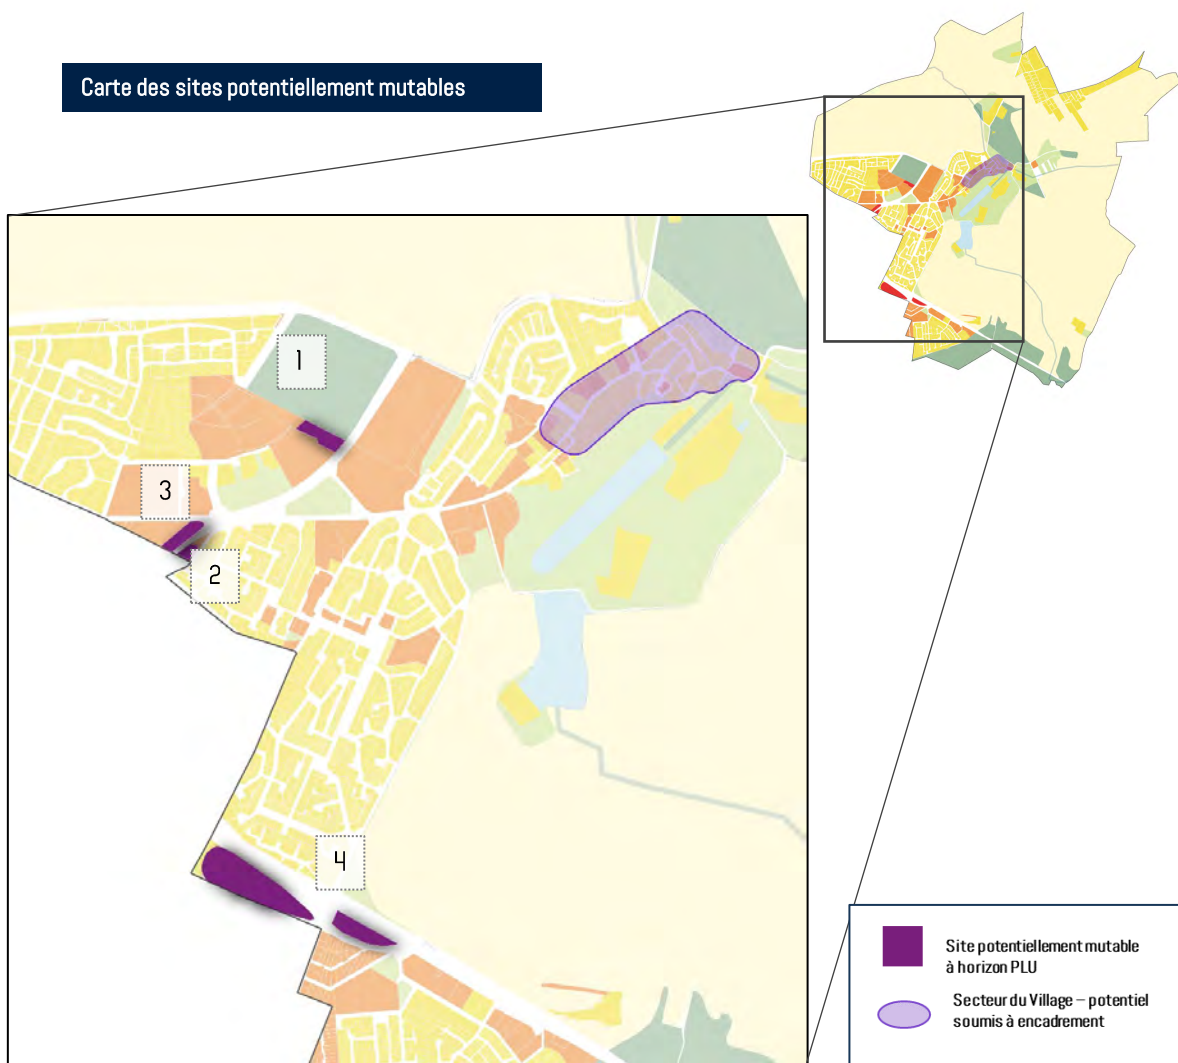 Carte des sites potentiellement mutables
1
3
2
4
Site potentiellement mutable
à horizon PLU
Secteur du Village – potentiel
soumis à encadrement